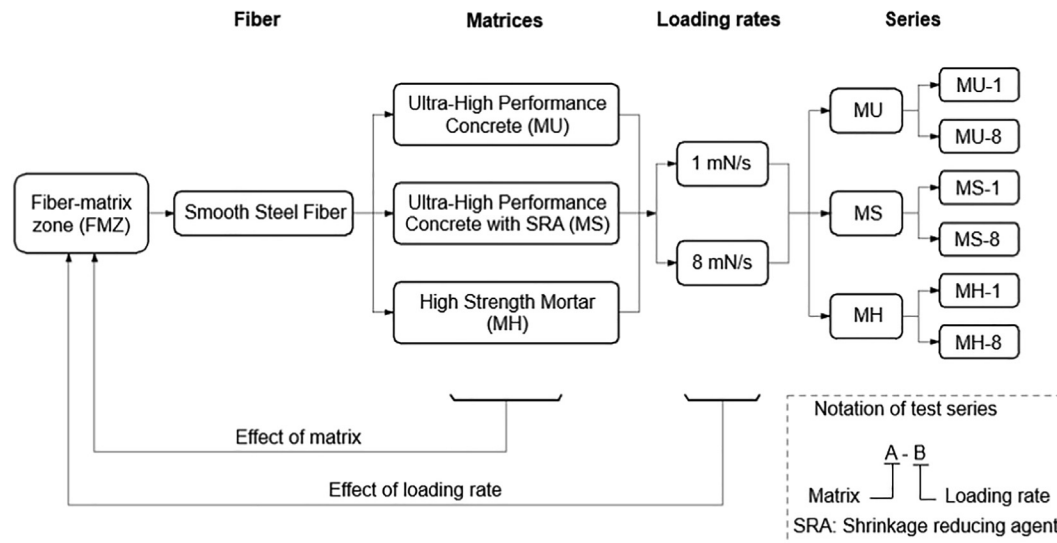 Fiber
Matrices
Loading rates
Series
Fiber-matrix
zone (FMZ)
Smooth Steel Fiber
Ultra-High Performance
Concrete (MU)
Ultra-High Performance
Concrete with SRA (MS)
High Strength Mortar
(MH)
1 mN/s
8 mN/s
MU
MS
MH
MU-1
MU-8
MS-1
MS-8
MH-1
MH-8
Effect of matrix
Effect of loading rate
Notation of test series
A - B
Matrix
Loading rate
SRA: Shrinkage reducing agent